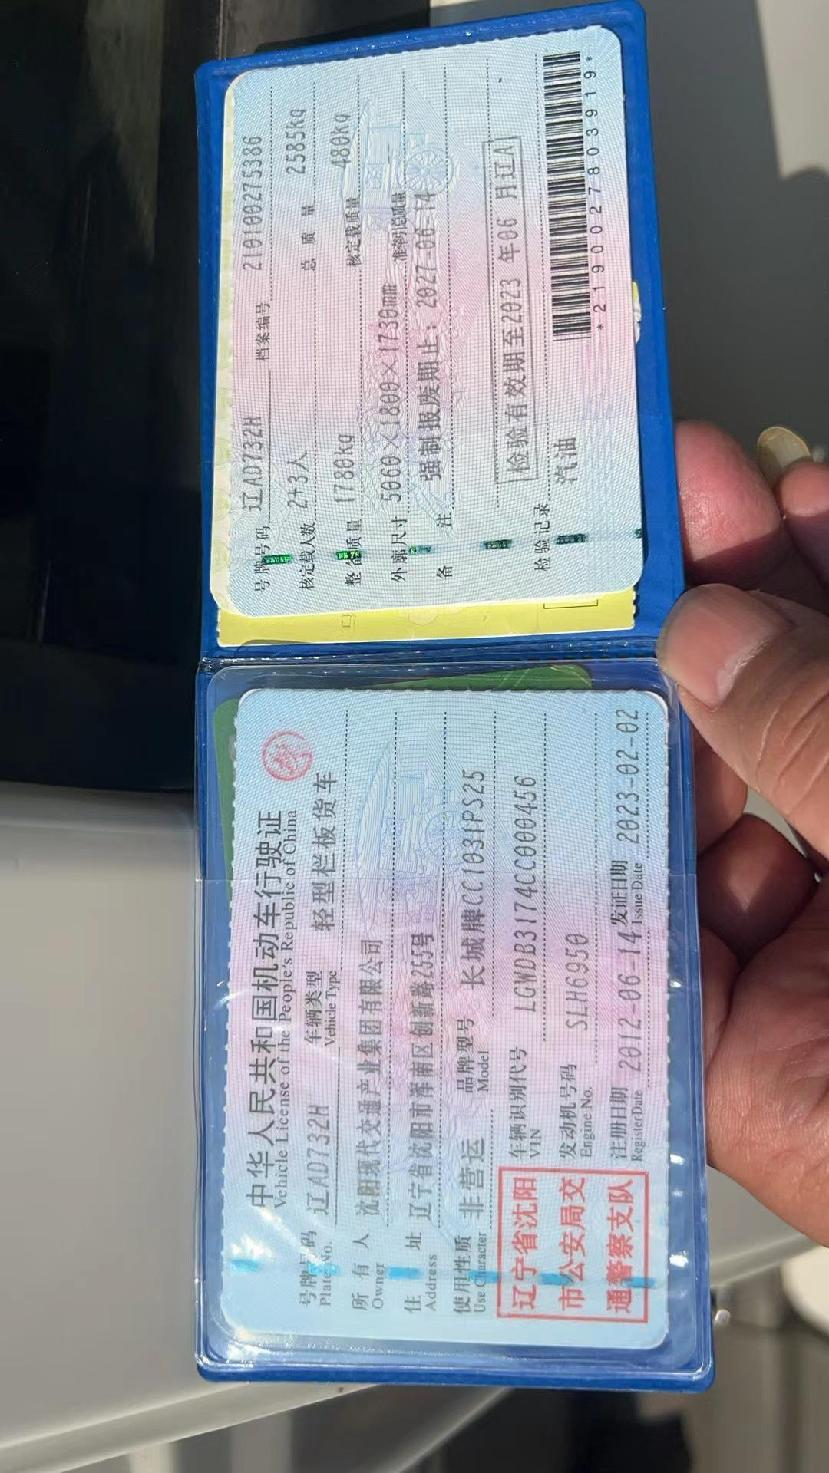 中华人民共和国机动车行驶证
Vehicle License of the People's Republic of China
号牌号码 辽AD732H 车辆类型 轻型栏板货车
Plate No. Vehicle Type
所有人 沈阳现代交通产业集团有限公司
Owner
住址 辽宁省沈阳市浑南区创新路255号
Address
使用性质 非营运 品牌型号 长城牌CC1031PS25
Use Character Model
辽宁省沈阳
市公安局交
通警察支队
车辆识别代号 LGWDB3174CC000456
VIN
发动机号码 SLH6950
Engine No.
注册日期 2012-06-14 发证日期 2023-02-02
Register Date Issue Date
号牌号码 辽AD732H 档案编号 210100275386
核定载人数 2+3人 总质量 2585kg
整备质量 1780kg 核定载质量 480kg
外廓尺寸 5060×1800×1730mm 准牵引总质量
备注 强制报废期止：2027-06-14
检验有效期至2023年06月辽A
检验记录 汽油
*2190027803919*